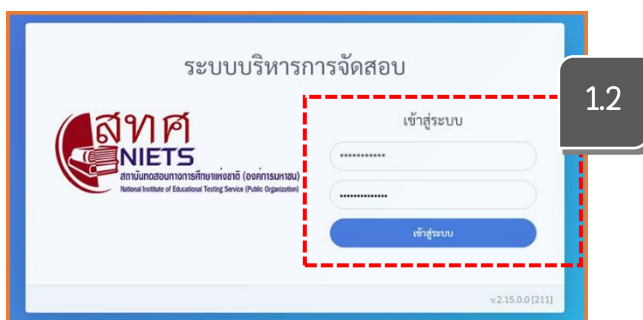 ระบบบริหารการจัดสอบ
1.2
สทศ
NIETS
สถาบันทดสอบทางการศึกษาแห่งชาติ (องค์การมหาชน)
National Institute of Educational Testing Service (Public Organization)
เข้าสู่ระบบ
***********
••••••••••••••
เข้าสู่ระบบ
v.2.15.0.0 [211]